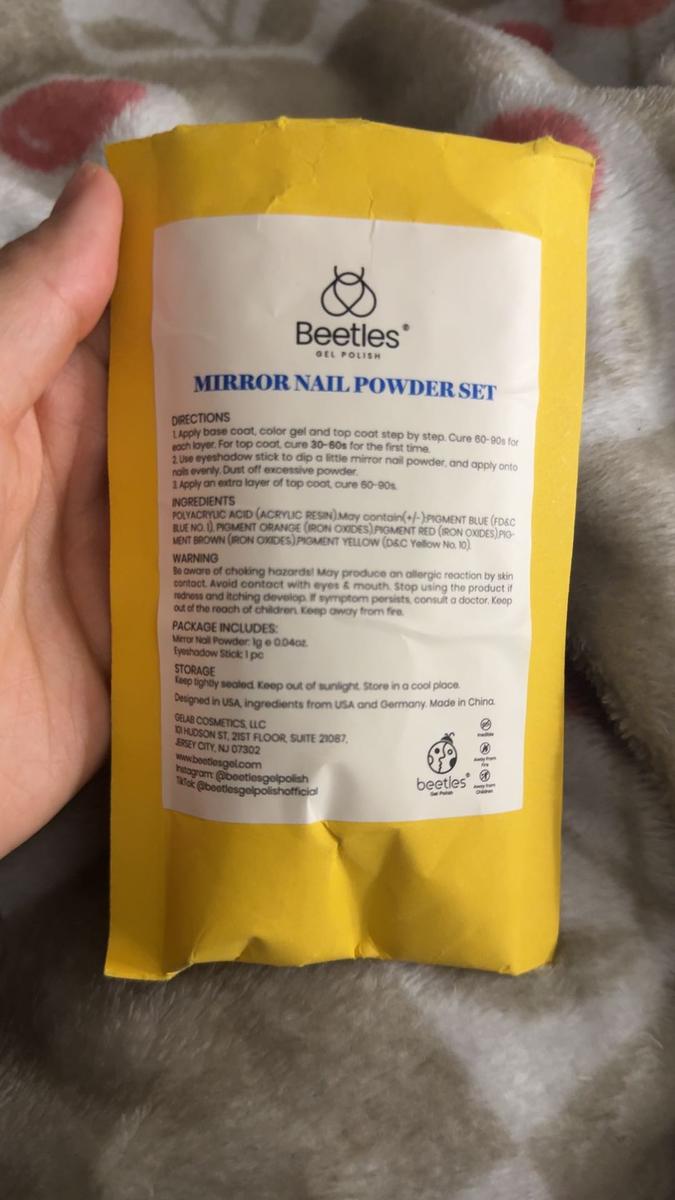 Beetles®
GEL POLISH
MIRROR NAIL POWDER SET
DIRECTIONS
1. Apply base coat, color gel and top coat step by step. Cure 60-90s for
each layer. For top coat, cure 30-60s for the first time.
2. Use eyeshadow stick to dip a little mirror nail powder, and apply onto
nails evenly. Dust off excessive powder.
3. Apply an extra layer of top coat, cure 60-90s.
INGREDIENTS
POLYACRYLIC ACID (ACRYLIC RESIN).May contain(+/-):PIGMENT BLUE (FD&C
BLUE NO. 1), PIGMENT ORANGE (IRON OXIDES),PIGMENT RED (IRON OXIDES),PIG-
MENT BROWN (IRON OXIDES),PIGMENT YELLOW (D&C Yellow No. 10).
WARNING
Be aware of choking hazards! May produce an allergic reaction by skin
contact. Avoid contact with eyes & mouth. Stop using the product if
redness and itching develop. If symptom persists, consult a doctor. Keep
out of the reach of children. Keep away from fire.
PACKAGE INCLUDES:
Mirror Nail Powder: 1g e 0.04oz.
Eyeshadow Stick: 1 pc
STORAGE
Keep tightly sealed. Keep out of sunlight. Store in a cool place.
Designed in USA, ingredients from USA and Germany. Made in China.
GELAB COSMETICS, LLC
101 HUDSON ST, 21ST FLOOR, SUITE 21087,
JERSEY CITY, NJ 07302
www.beetlesgel.com
Instagram: @beetlesgelpolish
TikTok: @beetlesgelpolishofficial
beetles®
Gel Polish
Inedible
Away From
Fire
Away From
Children